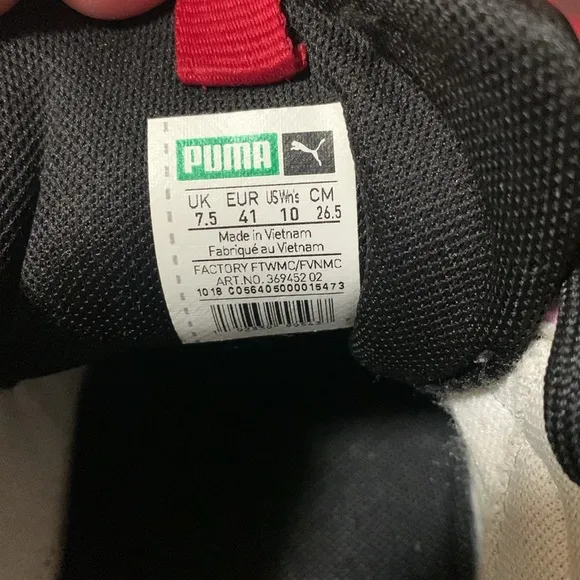 PUMA
UK EUR US Wn's CM
7.5 41 10 26.5
Made in Vietnam
Fabriqué au Vietnam
FACTORY FTWMC/FVNMC
ART.NO. 369452 02
1018 C056405000015473